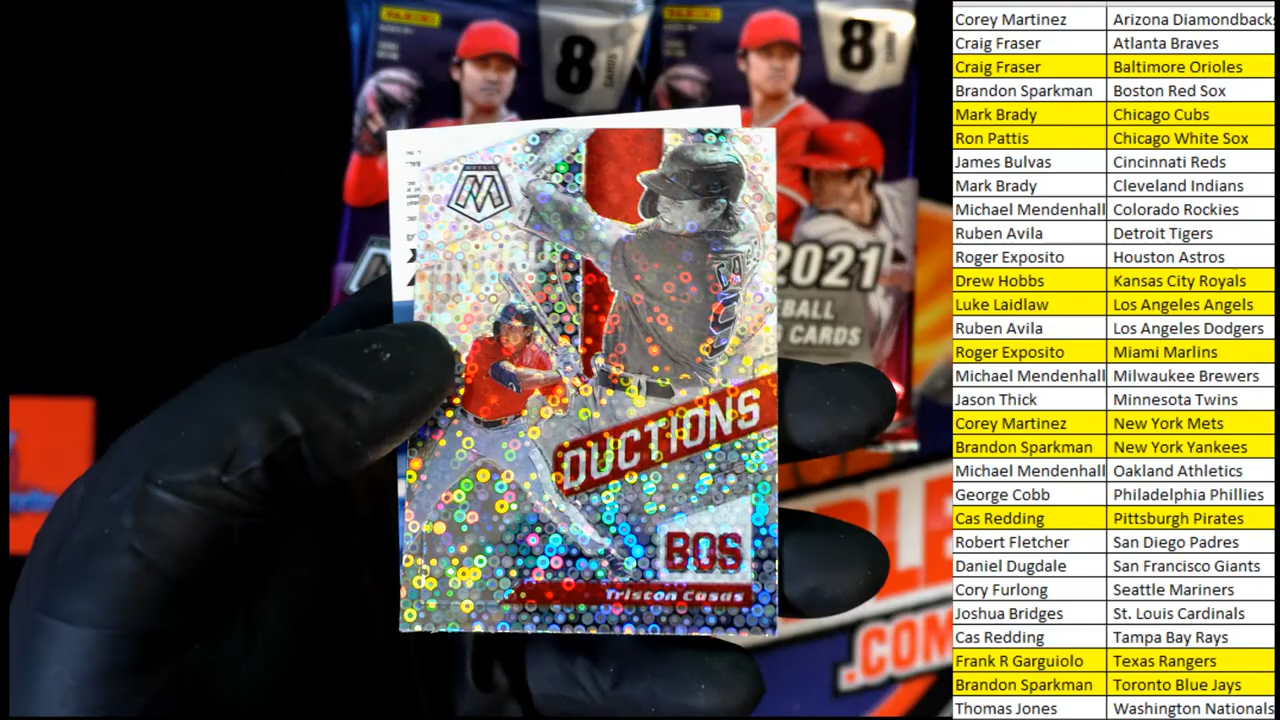 PANINI
8
CARDS
PANINI
8
CARDS
MOSAIC
M
2021
BALL
CARDS
DUCTIONS
BOS
Triston Casas
.COM
Corey Martinez Arizona Diamondbacks
Craig Fraser Atlanta Braves
Craig Fraser Baltimore Orioles
Brandon Sparkman Boston Red Sox
Mark Brady Chicago Cubs
Ron Pattis Chicago White Sox
James Bulvas Cincinnati Reds
Mark Brady Cleveland Indians
Michael Mendenhall Colorado Rockies
Ruben Avila Detroit Tigers
Roger Exposito Houston Astros
Drew Hobbs Kansas City Royals
Luke Laidlaw Los Angeles Angels
Ruben Avila Los Angeles Dodgers
Roger Exposito Miami Marlins
Michael Mendenhall Milwaukee Brewers
Jason Thick Minnesota Twins
Corey Martinez New York Mets
Brandon Sparkman New York Yankees
Michael Mendenhall Oakland Athletics
George Cobb Philadelphia Phillies
Cas Redding Pittsburgh Pirates
Robert Fletcher San Diego Padres
Daniel Dugdale San Francisco Giants
Cory Furlong Seattle Mariners
Joshua Bridges St. Louis Cardinals
Cas Redding Tampa Bay Rays
Frank R Garguiolo Texas Rangers
Brandon Sparkman Toronto Blue Jays
Thomas Jones Washington Nationals